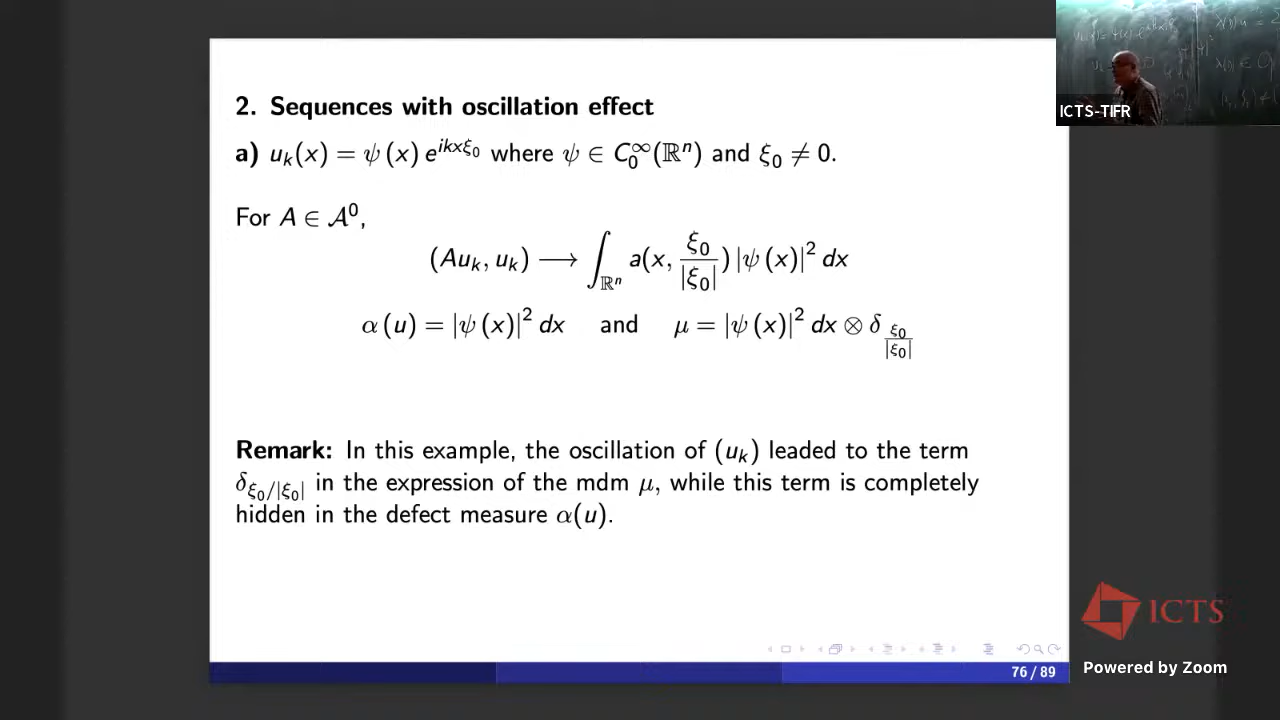 2. Sequences with oscillation effect
a) u_k(x) = ψ(x) e^{ikxξ_0} where ψ ∈ C_0^∞(ℝ^n) and ξ_0 ≠ 0.
For A ∈ 𝒜^0,
(Au_k, u_k) ⟶ ∫_{ℝ^n} a(x, ξ_0/|ξ_0|) |ψ(x)|^2 dx
α(u) = |ψ(x)|^2 dx and μ = |ψ(x)|^2 dx ⊗ δ_{ξ_0/|ξ_0|}
Remark: In this example, the oscillation of (u_k) leaded to the term
δ_{ξ_0/|ξ_0|} in the expression of the mdm μ, while this term is completely
hidden in the defect measure α(u).
76 / 89
ICTS-TIFR
ICTS
Powered by Zoom